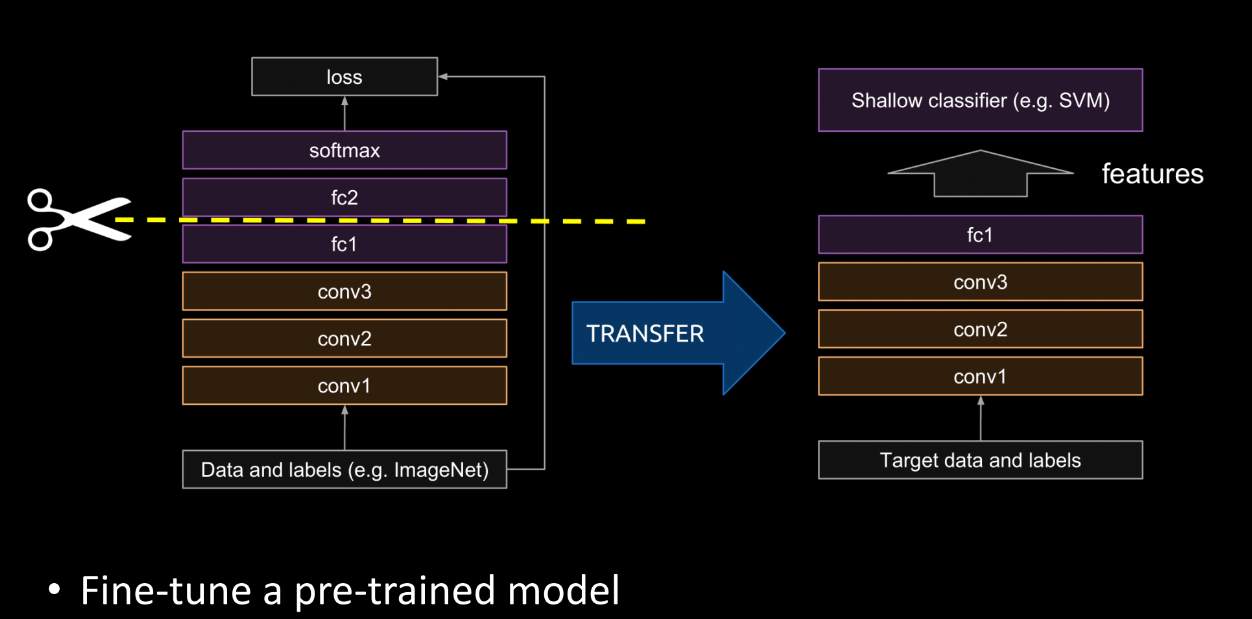 loss
softmax
fc2
fc1
conv3
conv2
conv1
Data and labels (e.g. ImageNet)
TRANSFER
Shallow classifier (e.g. SVM)
features
fc1
conv3
conv2
conv1
Target data and labels
• Fine-tune a pre-trained model